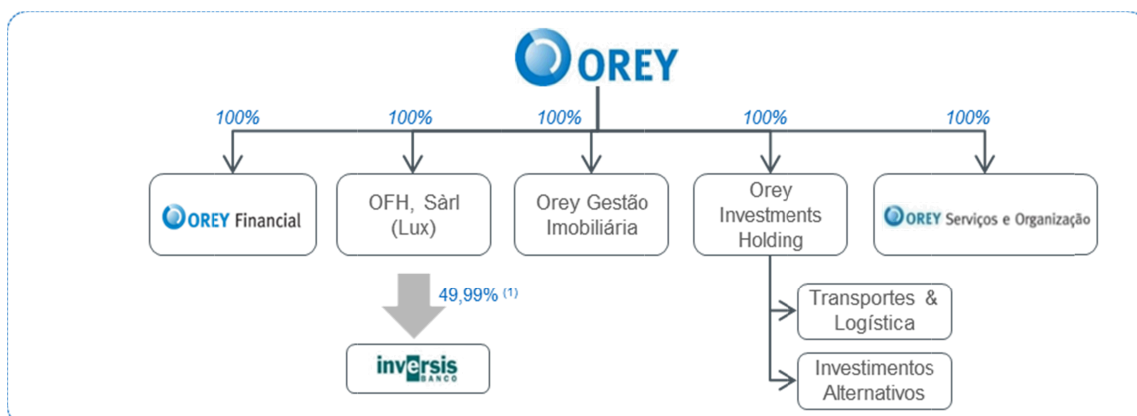 OREY
100% 100% 100% 100% 100%
OREY Financial
OFH, Sàrl
(Lux)
Orey Gestão
Imobiliária
Orey
Investments
Holding
OREY Serviços e Organização
49,99% (1)
inversis
BANCO
Transportes &
Logística
Investimentos
Alternativos